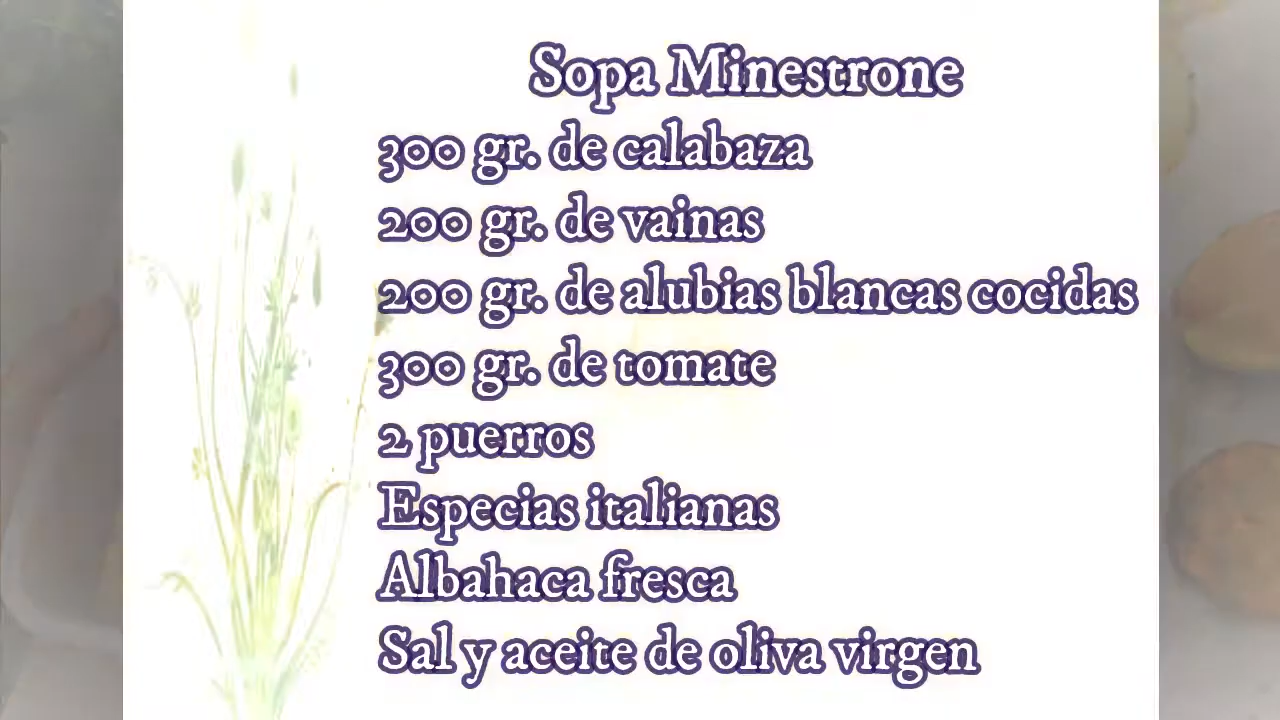 Sopa Minestrone
300 gr. de calabaza
200 gr. de vainas
200 gr. de alubias blancas cocidas
300 gr. de tomate
2 puerros
Especias italianas
Albahaca fresca
Sal y aceite de oliva virgen